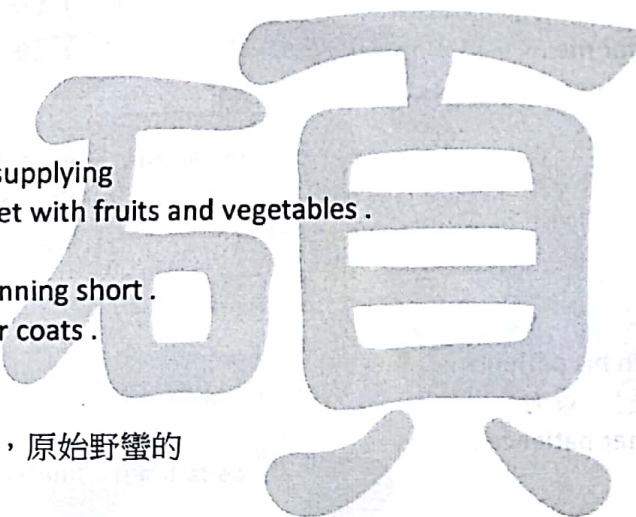 碩
supplying
et with fruits and vegetables .
nning short .
r coats .
，原始野蠻的